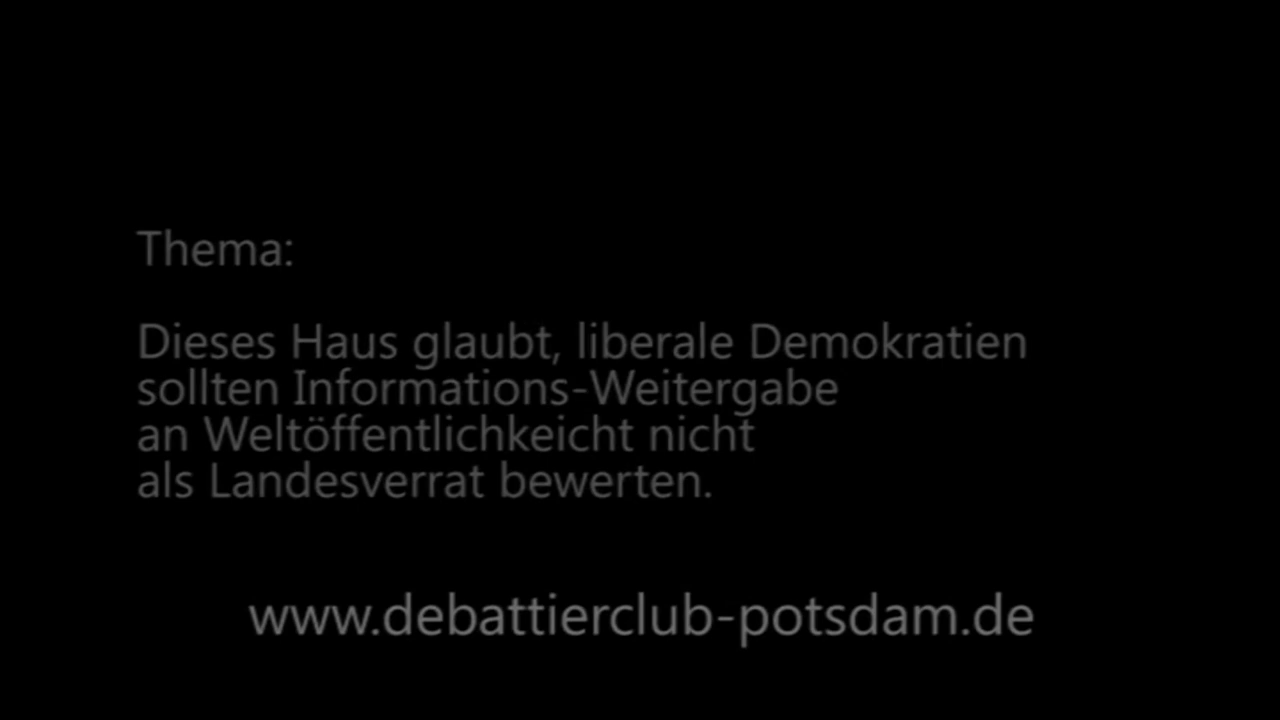 Thema:
Dieses Haus glaubt, liberale Demokratien
sollten Informations-Weitergabe
an Weltöffentlichkeicht nicht
als Landesverrat bewerten.
www.debattierclub-potsdam.de